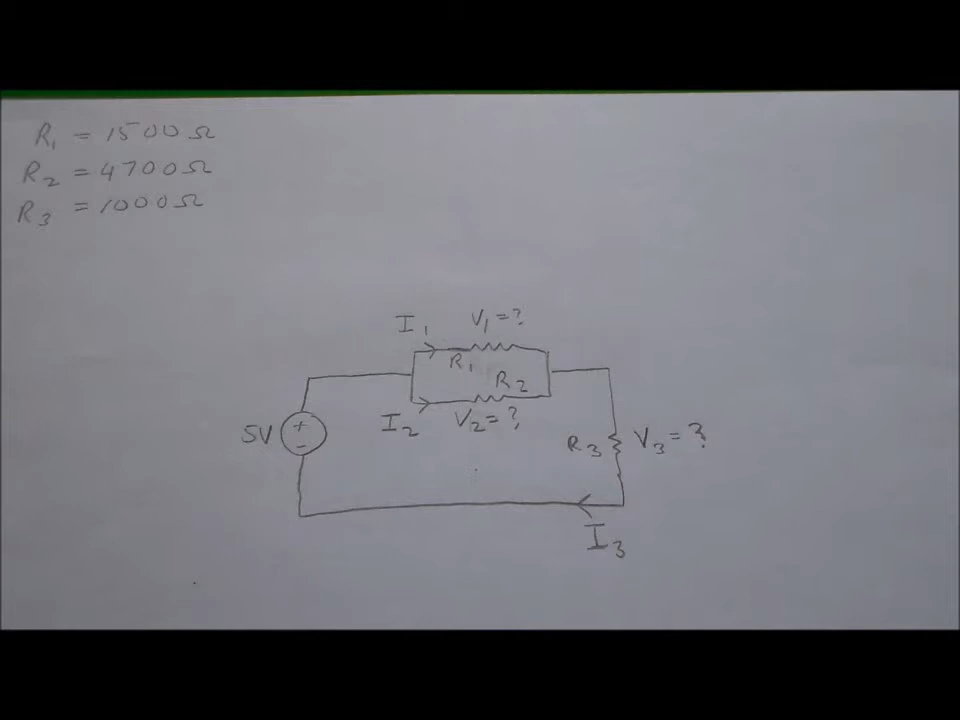 R₁ = 1500Ω
R₂ = 4700Ω
R₃ = 1000Ω
I₁ V₁=?
R₁
R₂
I₂ V₂=?
5V + -
R₃ V₃=?
I₃